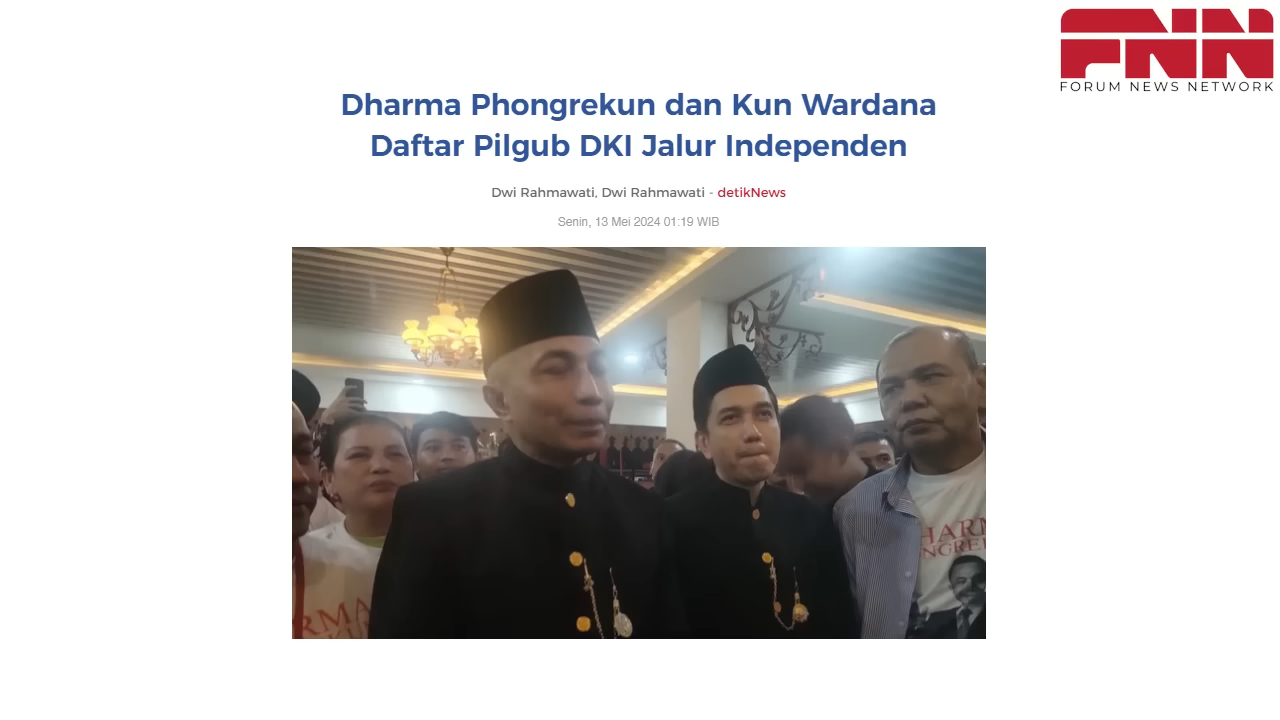 FNN
FORUM NEWS NETWORK
Dharma Phongrekun dan Kun Wardana
Daftar Pilgub DKI Jalur Independen
Dwi Rahmawati, Dwi Rahmawati - detikNews
Senin, 13 Mei 2024 01:19 WIB